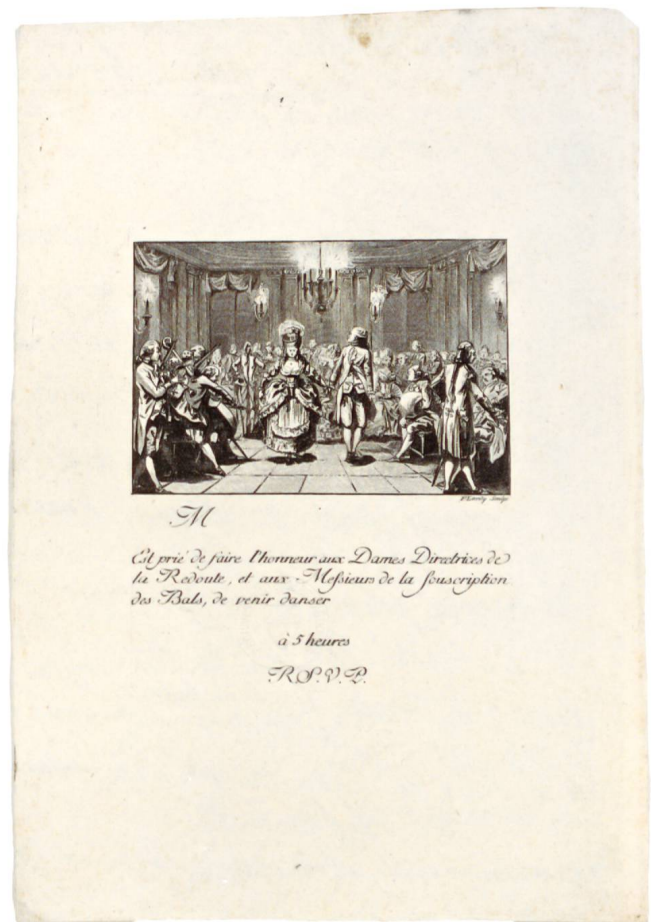 M
Est prié de faire l'honneur aux Dames Directrices de
la Redoute, et aux Meſsieurs de la ſouscription
des Bals, de venir danser
à 5 heures
R.S.V.P.